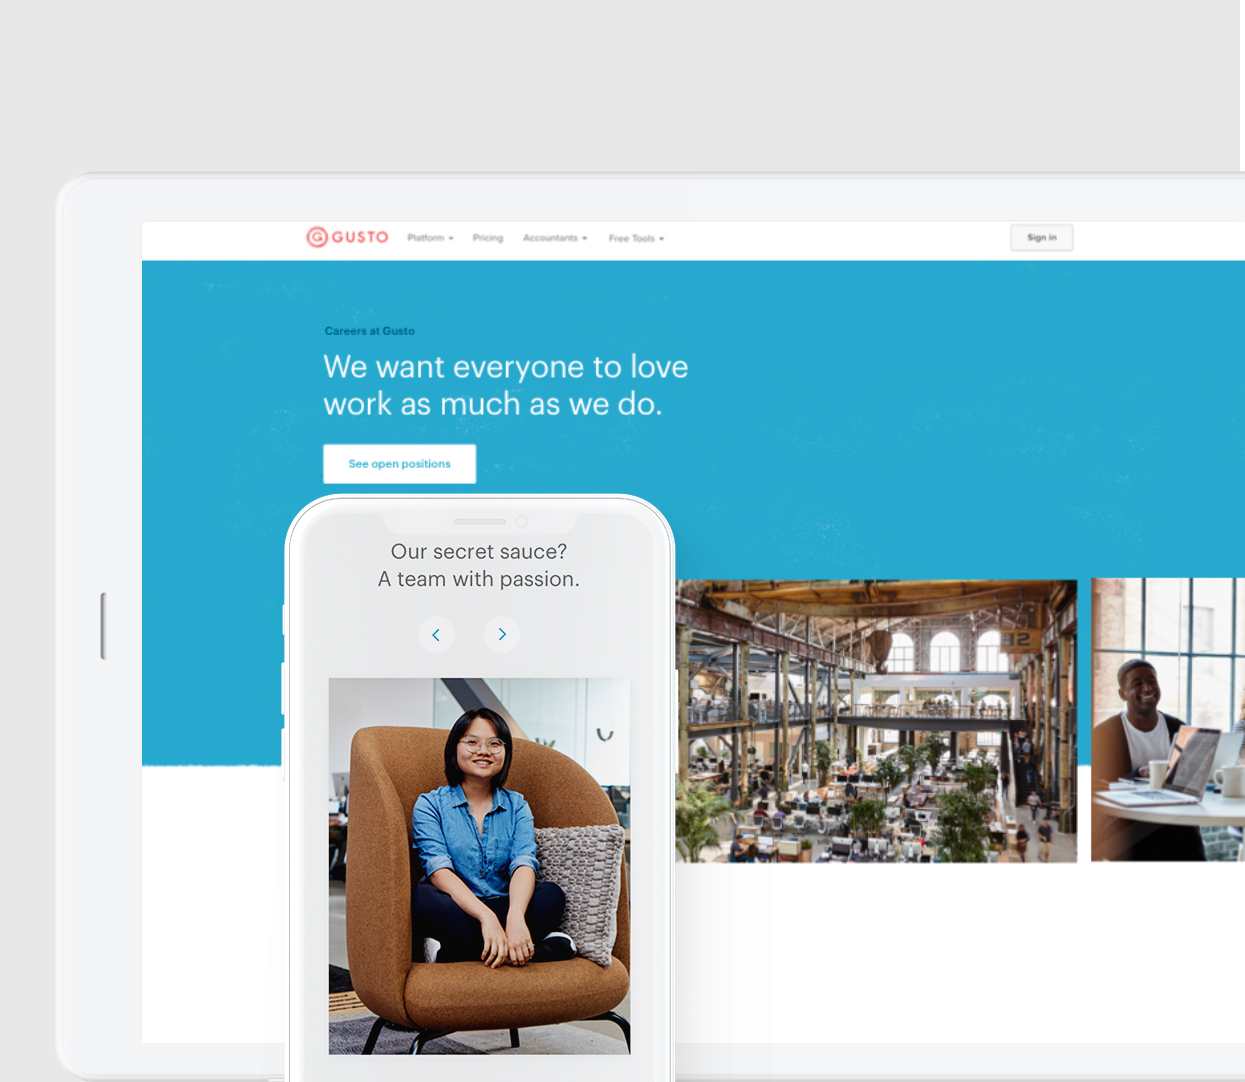 GUSTO
Platform
Pricing
Accountants
Free Tools
Sign in
Careers at Gusto
We want everyone to love
work as much as we do.
See open positions
Our secret sauce?
A team with passion.
12